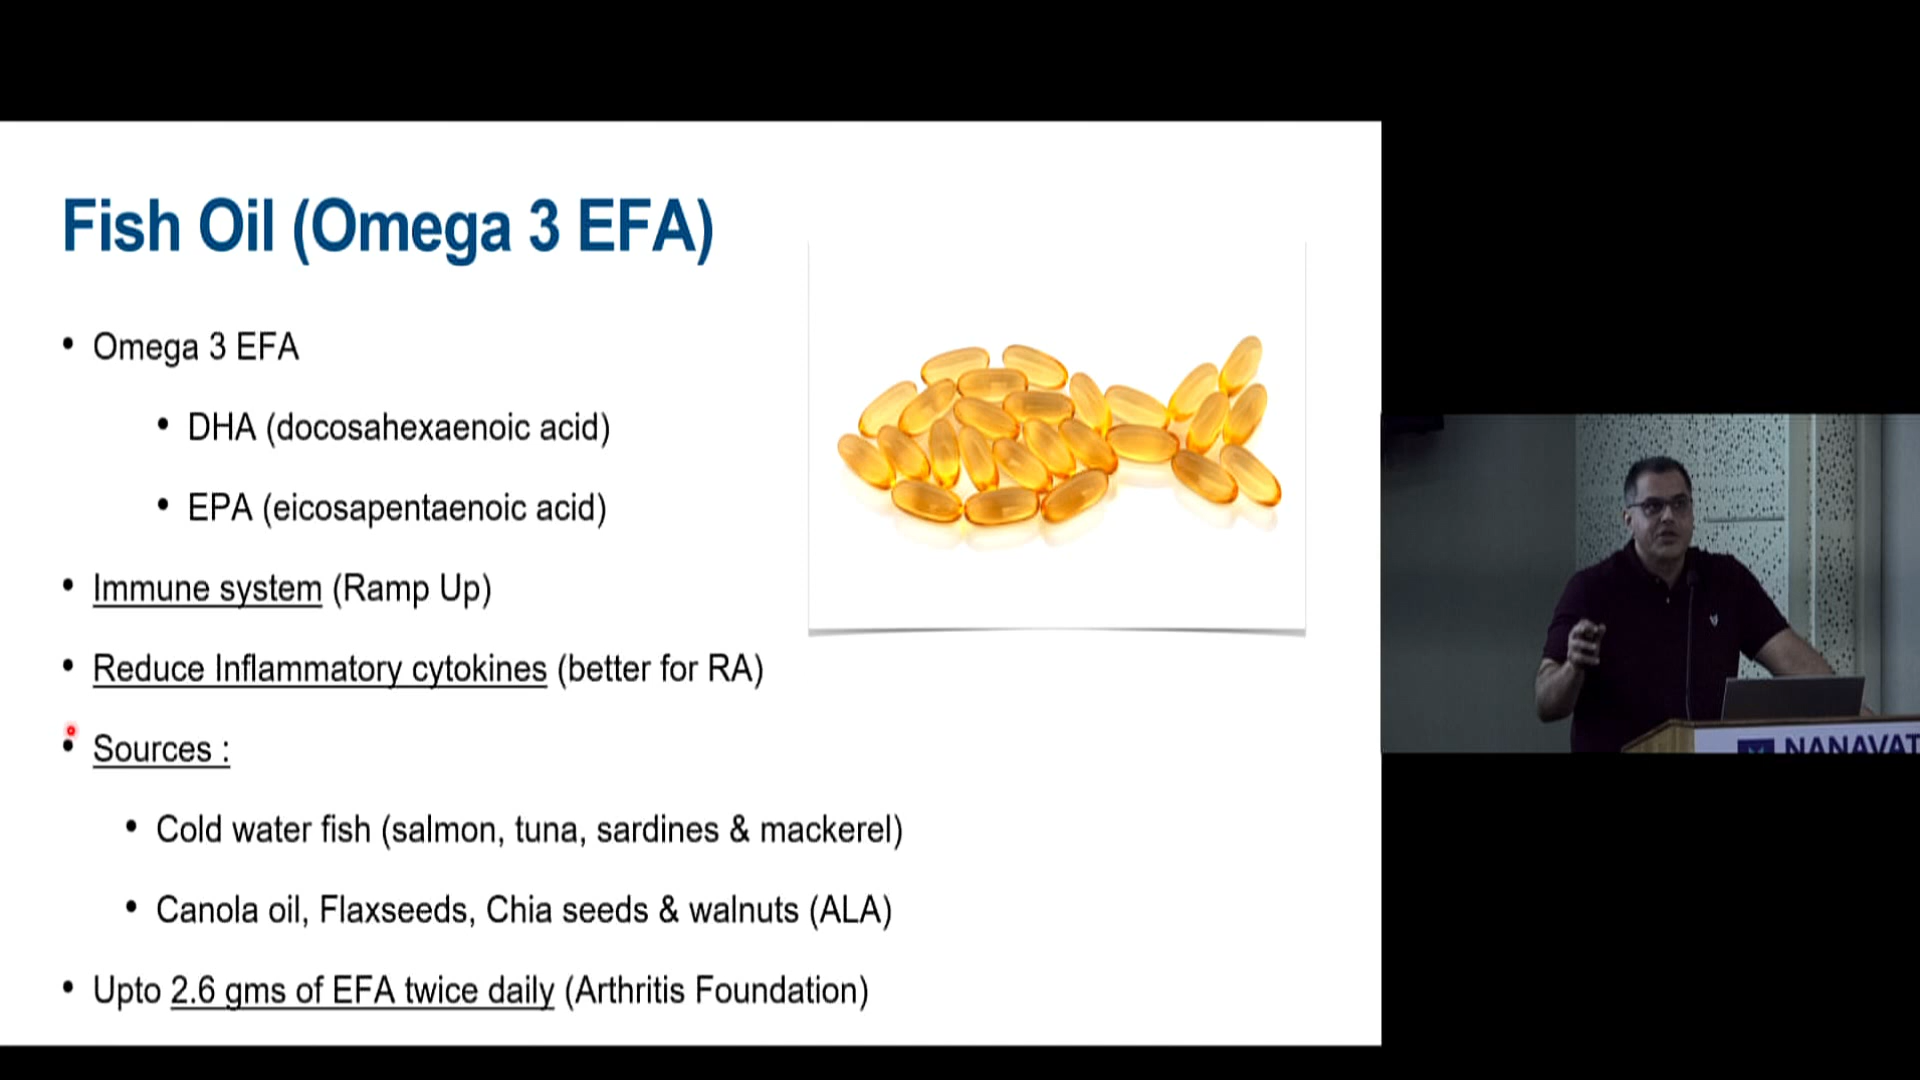 Fish Oil (Omega 3 EFA)
• Omega 3 EFA
• DHA (docosahexaenoic acid)
• EPA (eicosapentaenoic acid)
• Immune system (Ramp Up)
• Reduce Inflammatory cytokines (better for RA)
• Sources :
• Cold water fish (salmon, tuna, sardines & mackerel)
• Canola oil, Flaxseeds, Chia seeds & walnuts (ALA)
• Upto 2.6 gms of EFA twice daily (Arthritis Foundation)
NANAVAT